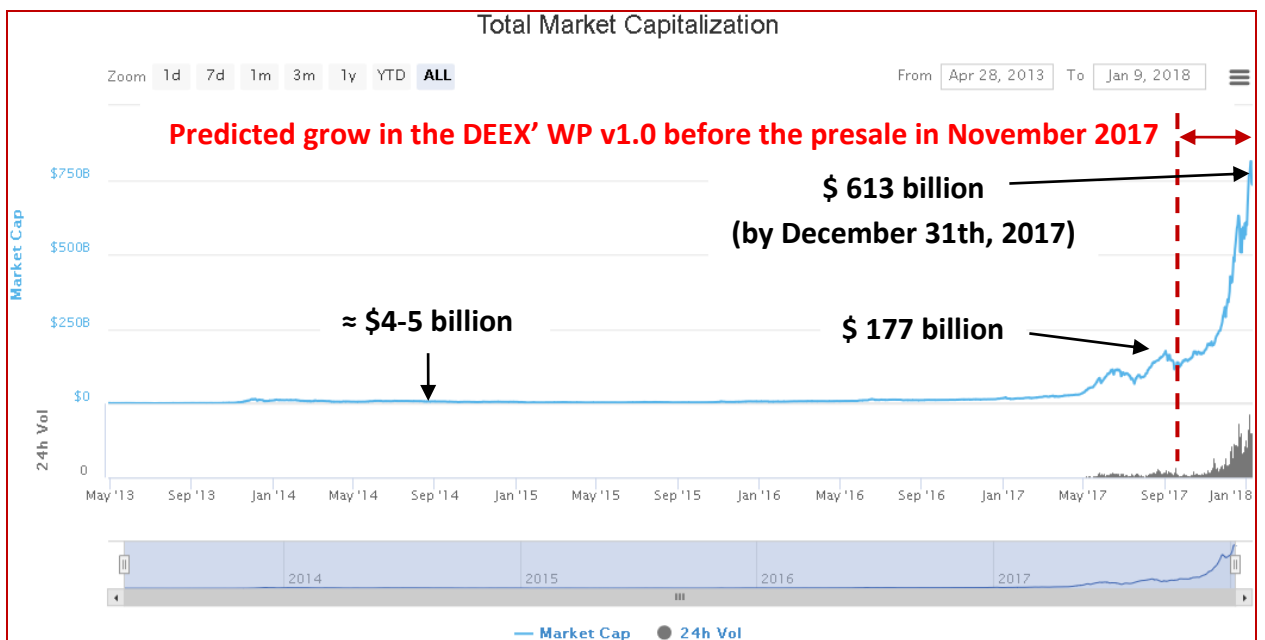 Total Market Capitalization
Zoom 1d 7d 1m 3m 1y YTD ALL
From Apr 28, 2013 To Jan 9, 2018
Predicted grow in the DEEX’ WP v1.0 before the presale in November 2017
$750B
$ 613 billion
(by December 31th, 2017)
$500B
Market Cap
$250B
≈ $4-5 billion
$ 177 billion
$0
24h Vol
0
May '13 Sep '13 Jan '14 May '14 Sep '14 Jan '15 May '15 Sep '15 Jan '16 May '16 Sep '16 Jan '17 May '17 Sep '17 Jan '18
2014 2015 2016 2017
Market Cap 24h Vol